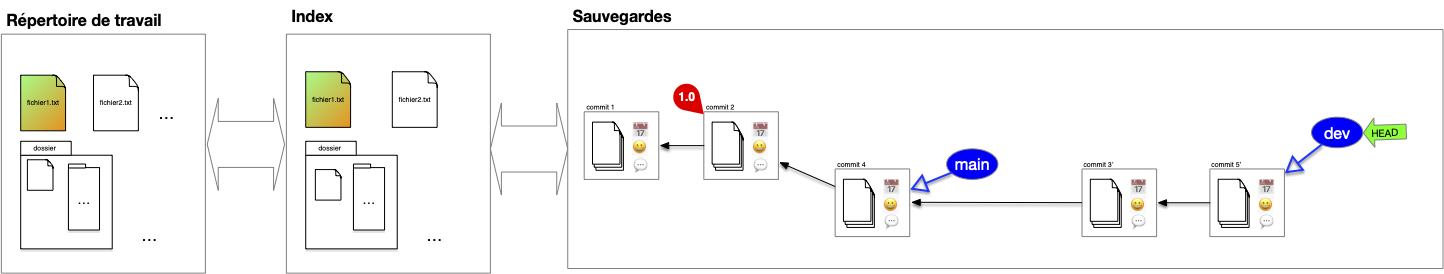 Répertoire de travail
Index
Sauvegardes
fichier1.txt
fichier2.txt
...
dossier
...
...
fichier1.txt
fichier2.txt
dossier
...
...
commit 1
17
1.0
commit 2
17
commit 4
17
main
commit 3'
17
commit 5'
17
dev
HEAD